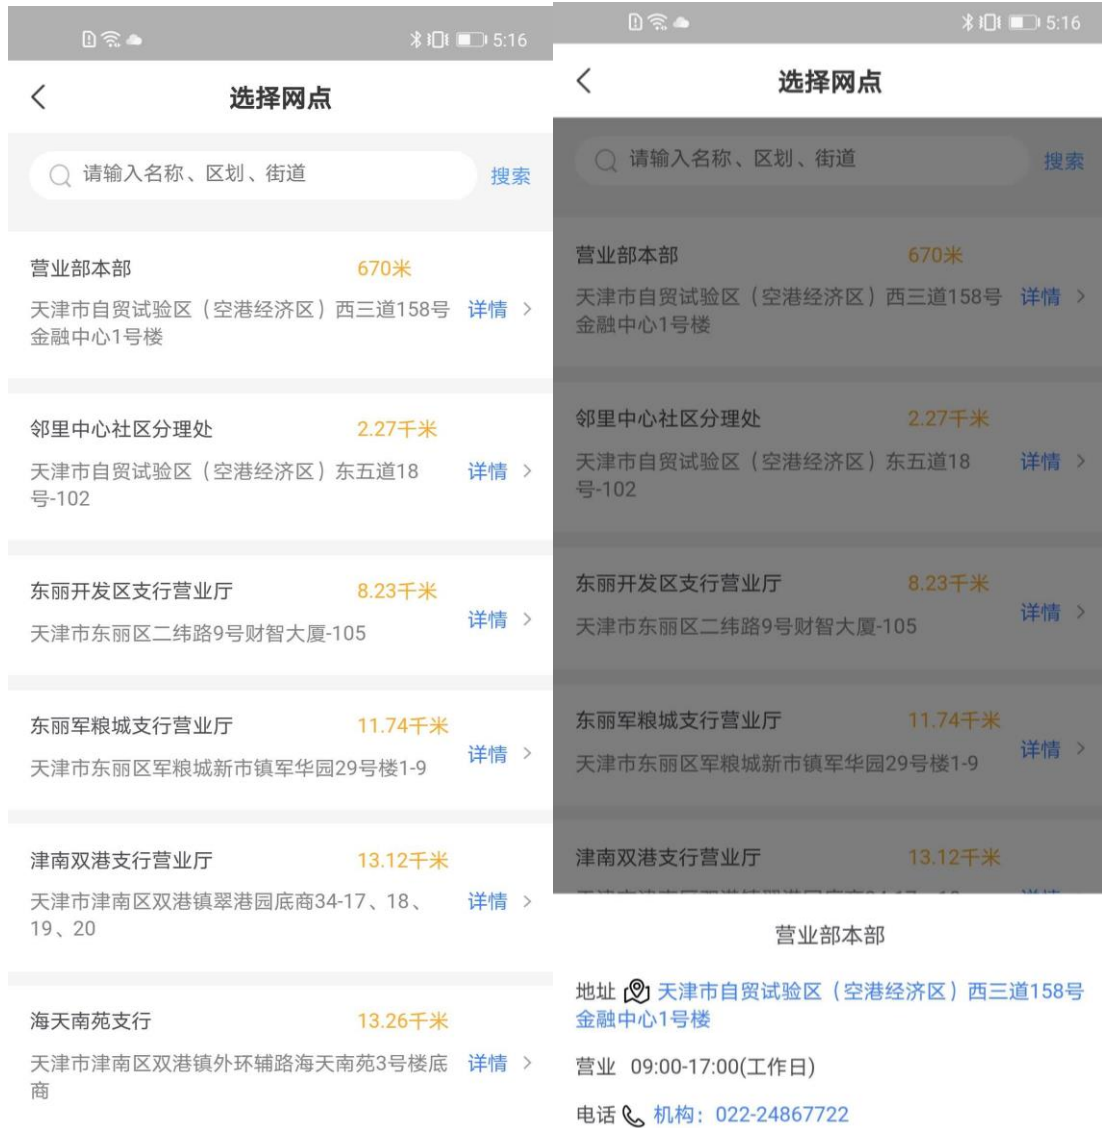 5:16
选择网点
请输入名称、区划、街道
搜索
营业部本部 670米
天津市自贸试验区（空港经济区）西三道158号 详情
金融中心1号楼
邻里中心社区分理处 2.27千米
天津市自贸试验区（空港经济区）东五道18 详情
号-102
东丽开发区支行营业厅 8.23千米
天津市东丽区二纬路9号财智大厦-105 详情
东丽军粮城支行营业厅 11.74千米
天津市东丽区军粮城新市镇军华园29号楼1-9 详情
津南双港支行营业厅 13.12千米
天津市津南区双港镇翠港园底商34-17、18、 详情
19、20
海天南苑支行 13.26千米
天津市津南区双港镇外环辅路海天南苑3号楼底 详情
商
5:16
选择网点
请输入名称、区划、街道
搜索
营业部本部 670米
天津市自贸试验区（空港经济区）西三道158号 详情
金融中心1号楼
邻里中心社区分理处 2.27千米
天津市自贸试验区（空港经济区）东五道18 详情
号-102
东丽开发区支行营业厅 8.23千米
天津市东丽区二纬路9号财智大厦-105 详情
东丽军粮城支行营业厅 11.74千米
天津市东丽区军粮城新市镇军华园29号楼1-9 详情
津南双港支行营业厅 13.12千米
营业部本部
地址 天津市自贸试验区（空港经济区）西三道158号
金融中心1号楼
营业 09:00-17:00(工作日)
电话 机构：022-24867722